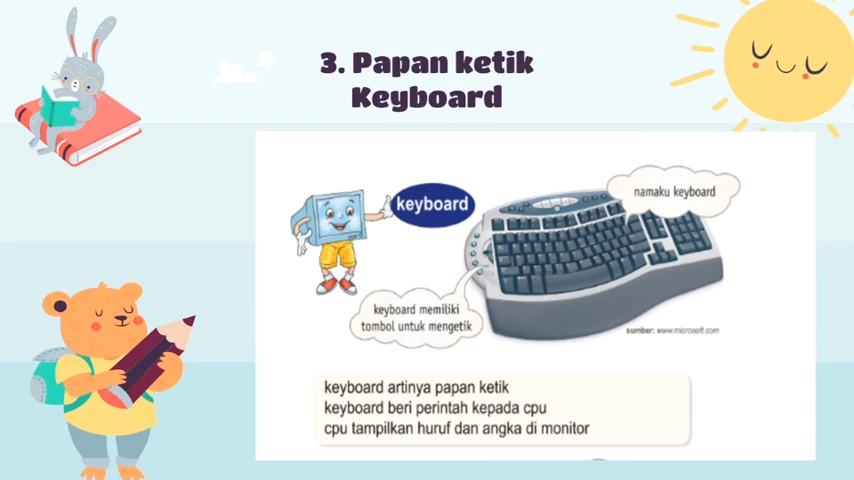 3. Papan ketik
Keyboard
keyboard
namaku keyboard
keyboard memiliki
tombol untuk mengetik
sumber: www.microsoft.com
keyboard artinya papan ketik
keyboard beri perintah kepada cpu
cpu tampilkan huruf dan angka di monitor